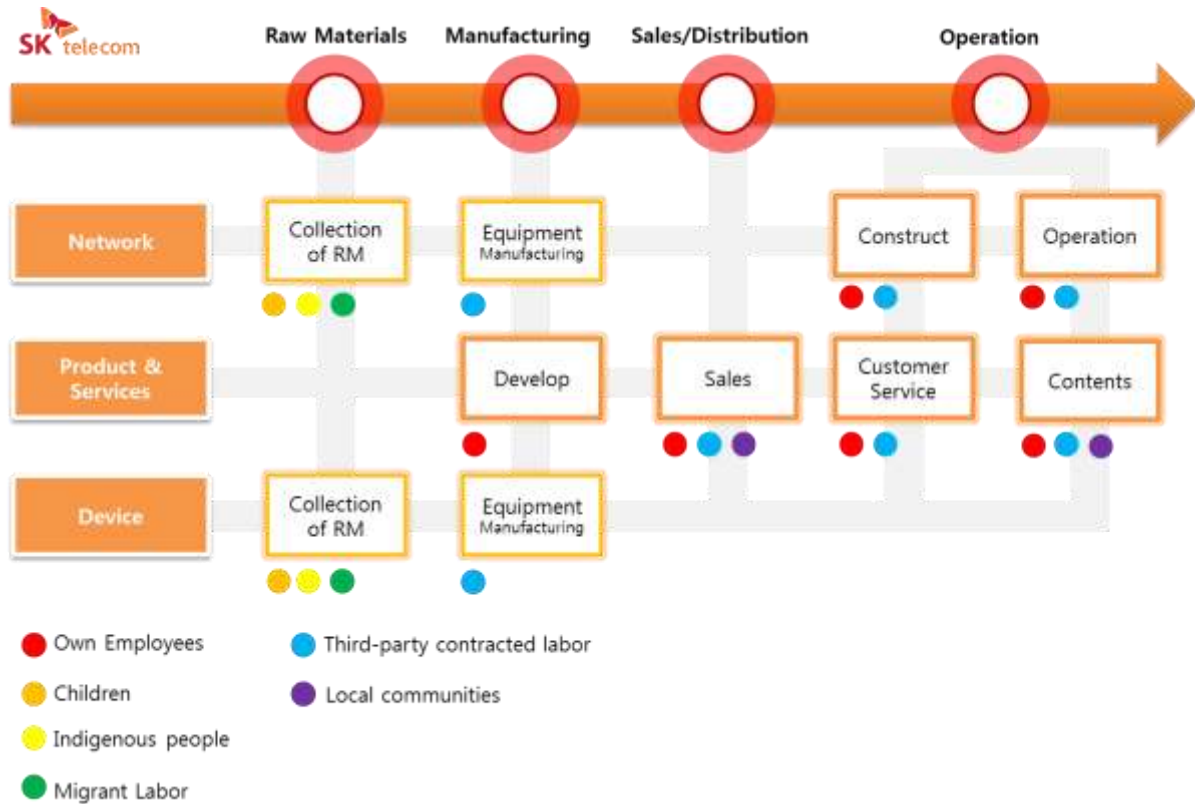 SK telecom
Raw Materials
Manufacturing
Sales/Distribution
Operation
Network
Collection
of RM
Equipment
Manufacturing
Construct
Operation
Product &
Services
Develop
Sales
Customer
Service
Contents
Device
Collection
of RM
Equipment
Manufacturing
Own Employees
Third-party contracted labor
Children
Local communities
Indigenous people
Migrant Labor